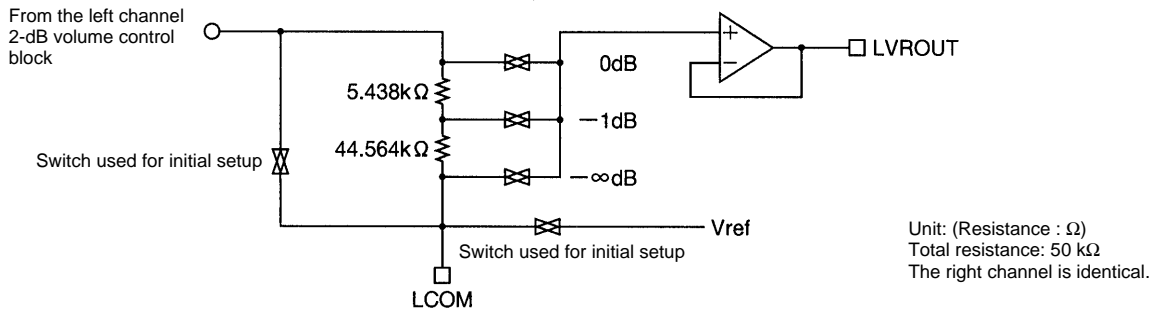 From the left channel
2-dB volume control
block
0dB
LVROUT
5.438kΩ
−1dB
44.564kΩ
Switch used for initial setup
−∞dB
Vref
Switch used for initial setup
LCOM
Unit: (Resistance : Ω)
Total resistance: 50 kΩ
The right channel is identical.